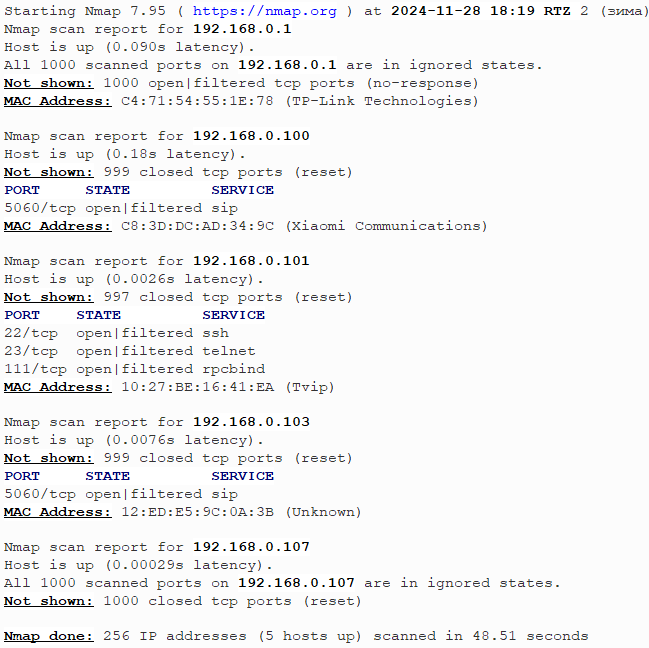 Starting Nmap 7.95 ( https://nmap.org ) at 2024-11-28 18:19 RTZ 2 (зима)
Nmap scan report for 192.168.0.1
Host is up (0.090s latency).
All 1000 scanned ports on 192.168.0.1 are in ignored states.
Not shown: 1000 open|filtered tcp ports (no-response)
MAC Address: C4:71:54:55:1E:78 (TP-Link Technologies)
Nmap scan report for 192.168.0.100
Host is up (0.18s latency).
Not shown: 999 closed tcp ports (reset)
PORT     STATE         SERVICE
5060/tcp open|filtered sip
MAC Address: C8:3D:DC:AD:34:9C (Xiaomi Communications)
Nmap scan report for 192.168.0.101
Host is up (0.0026s latency).
Not shown: 997 closed tcp ports (reset)
PORT    STATE         SERVICE
22/tcp  open|filtered ssh
23/tcp  open|filtered telnet
111/tcp open|filtered rpcbind
MAC Address: 10:27:BE:16:41:EA (Tvip)
Nmap scan report for 192.168.0.103
Host is up (0.0076s latency).
Not shown: 999 closed tcp ports (reset)
PORT     STATE         SERVICE
5060/tcp open|filtered sip
MAC Address: 12:ED:E5:9C:0A:3B (Unknown)
Nmap scan report for 192.168.0.107
Host is up (0.00029s latency).
All 1000 scanned ports on 192.168.0.107 are in ignored states.
Not shown: 1000 closed tcp ports (reset)
Nmap done: 256 IP addresses (5 hosts up) scanned in 48.51 seconds